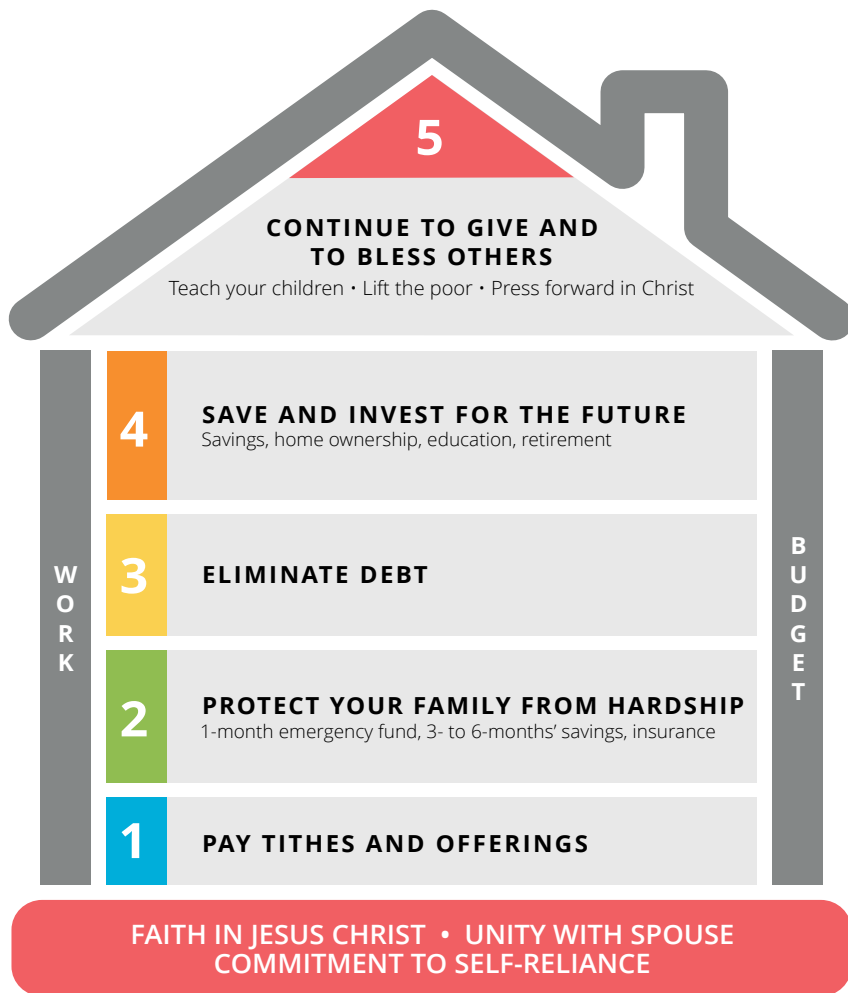 5
CONTINUE TO GIVE AND
TO BLESS OTHERS
Teach your children • Lift the poor • Press forward in Christ
4
SAVE AND INVEST FOR THE FUTURE
Savings, home ownership, education, retirement
3
ELIMINATE DEBT
2
PROTECT YOUR FAMILY FROM HARDSHIP
1-month emergency fund, 3- to 6-months’ savings, insurance
1
PAY TITHES AND OFFERINGS
WORK
BUDGET
FAITH IN JESUS CHRIST • UNITY WITH SPOUSE
COMMITMENT TO SELF-RELIANCE